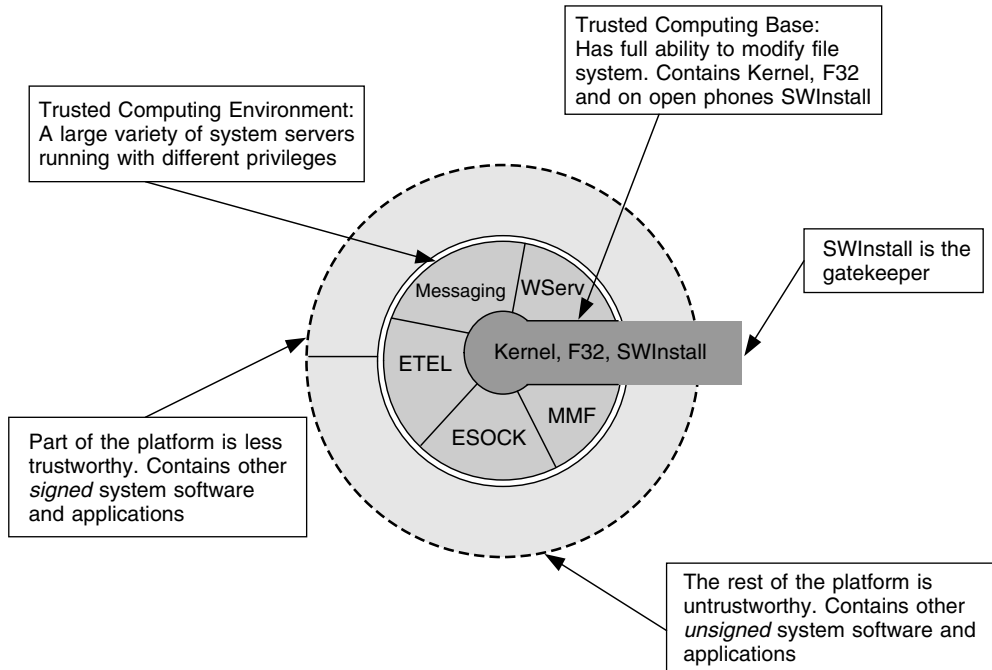 Trusted Computing Base:
Has full ability to modify file
system. Contains Kernel, F32
and on open phones SWInstall
Trusted Computing Environment:
A large variety of system servers
running with different privileges
SWInstall is the
gatekeeper
Messaging
WServ
Kernel, F32, SWInstall
ETEL
MMF
ESOCK
Part of the platform is less
trustworthy. Contains other
signed system software
and applications
The rest of the platform is
untrustworthy. Contains other
unsigned system software and
applications